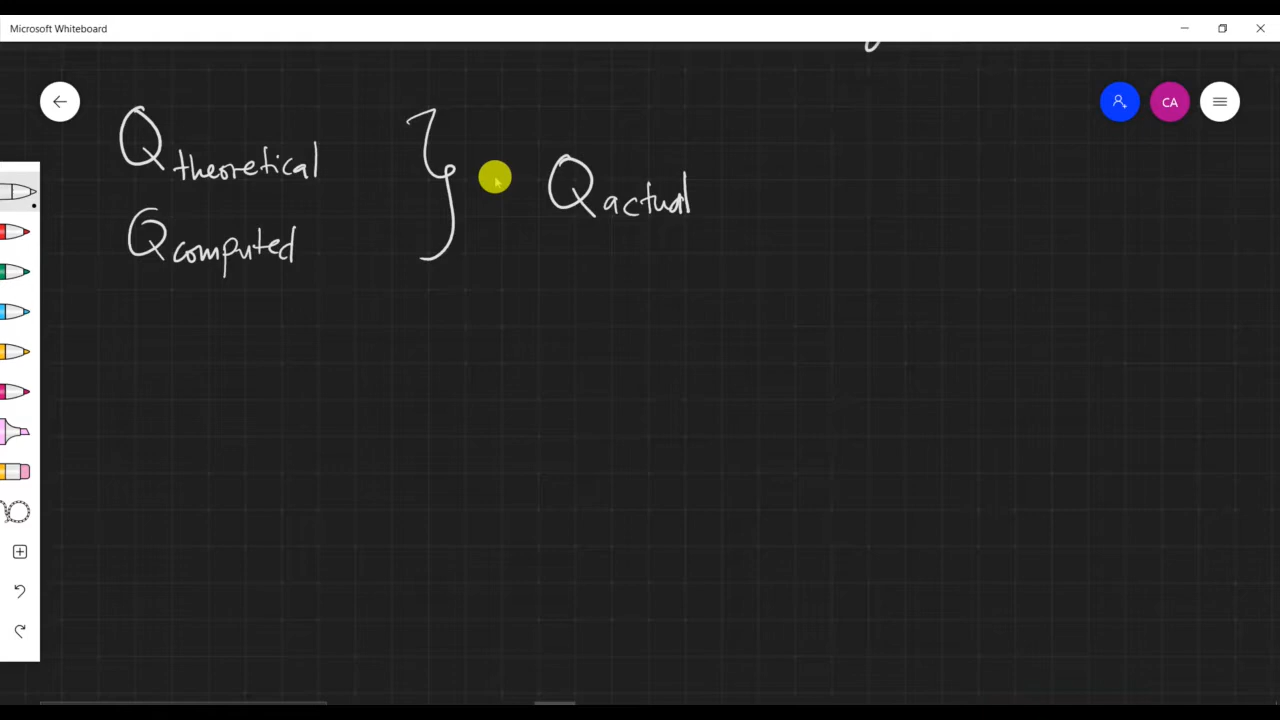 Microsoft Whiteboard
Q theoretical
Q computed
Q actual
CA